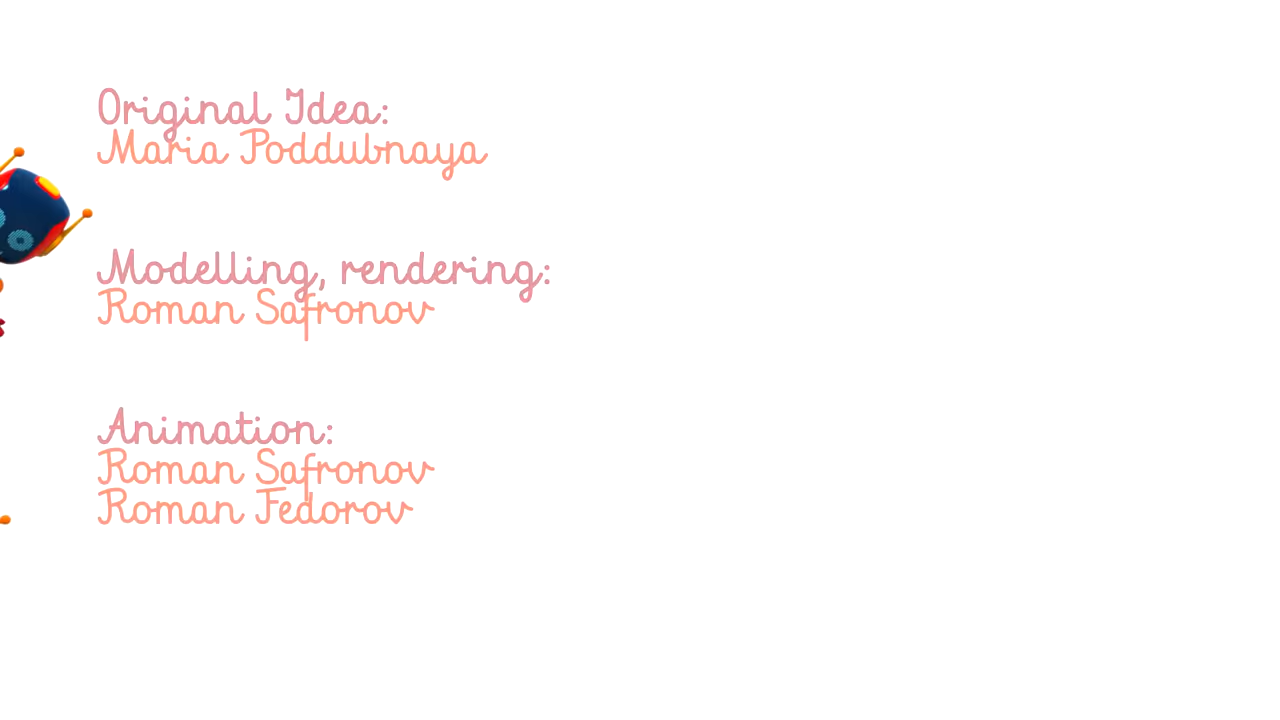 Original Idea:
Maria Poddubnaya
Modelling, rendering:
Roman Safronov
Animation:
Roman Safronov
Roman Fedorov